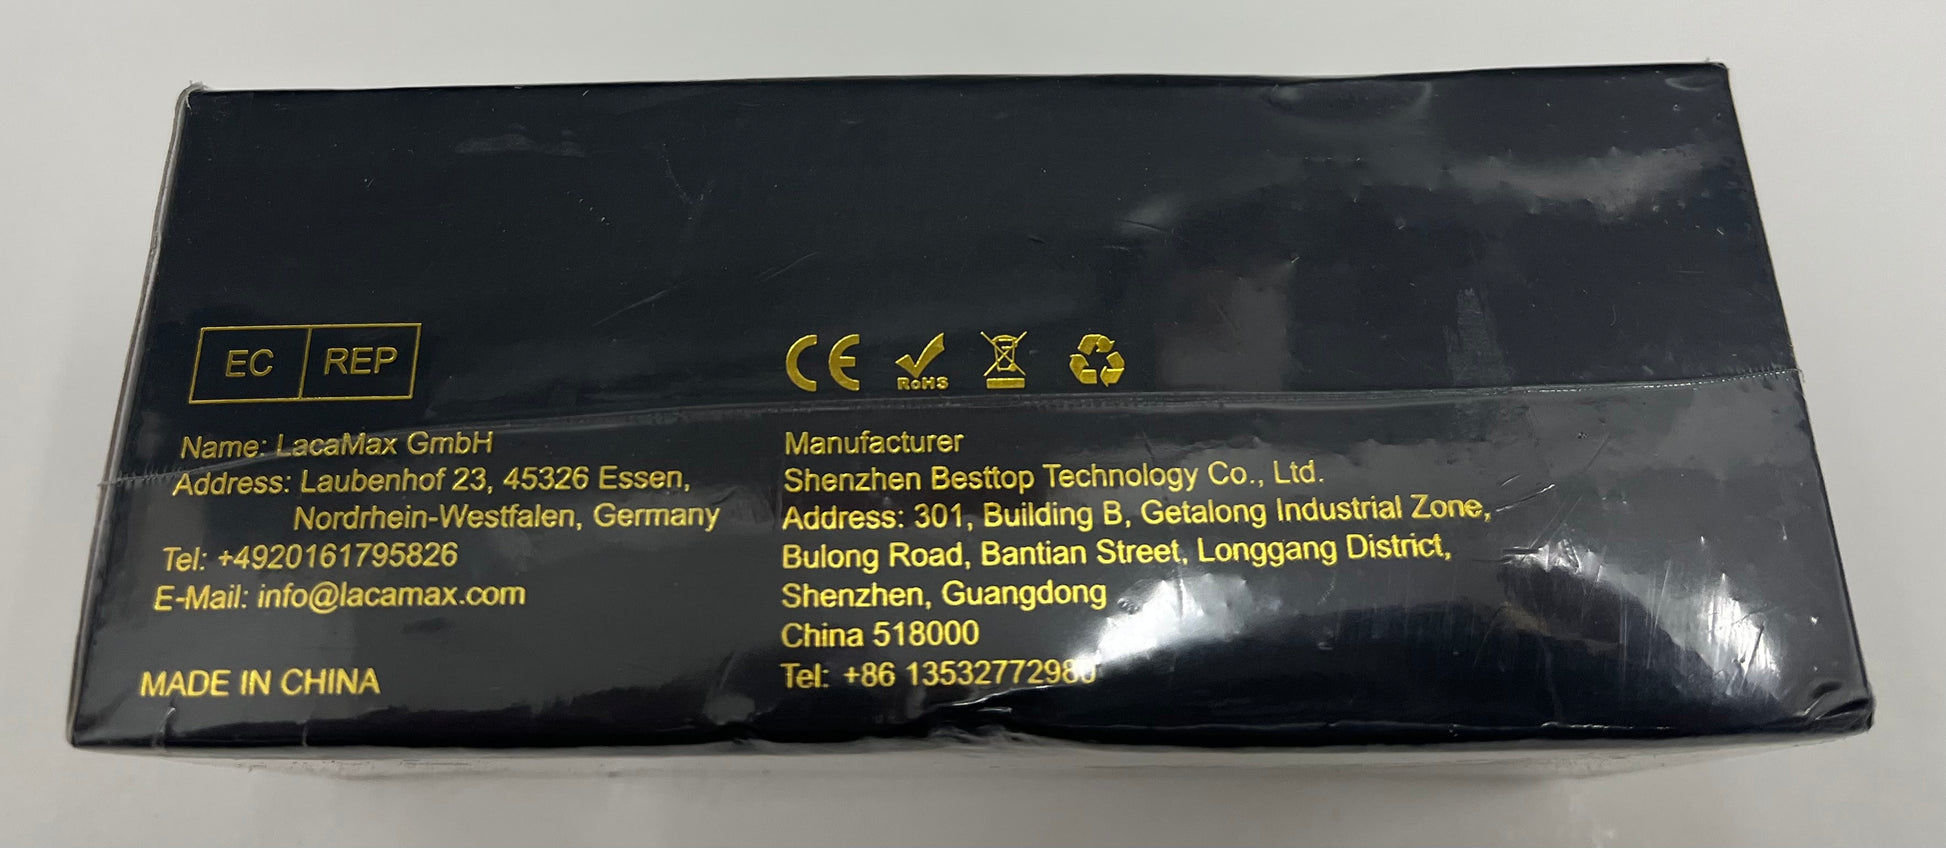 EC REP
CE RoHS
Name: LacaMax GmbH
Address: Laubenhof 23, 45326 Essen,
Nordrhein-Westfalen, Germany
Tel: +4920161795826
E-Mail: info@lacamax.com
MADE IN CHINA
Manufacturer
Shenzhen Besttop Technology Co., Ltd.
Address: 301, Building B, Getalong Industrial Zone,
Bulong Road, Bantian Street, Longgang District,
Shenzhen, Guangdong
China 518000
Tel: +86 13532772980